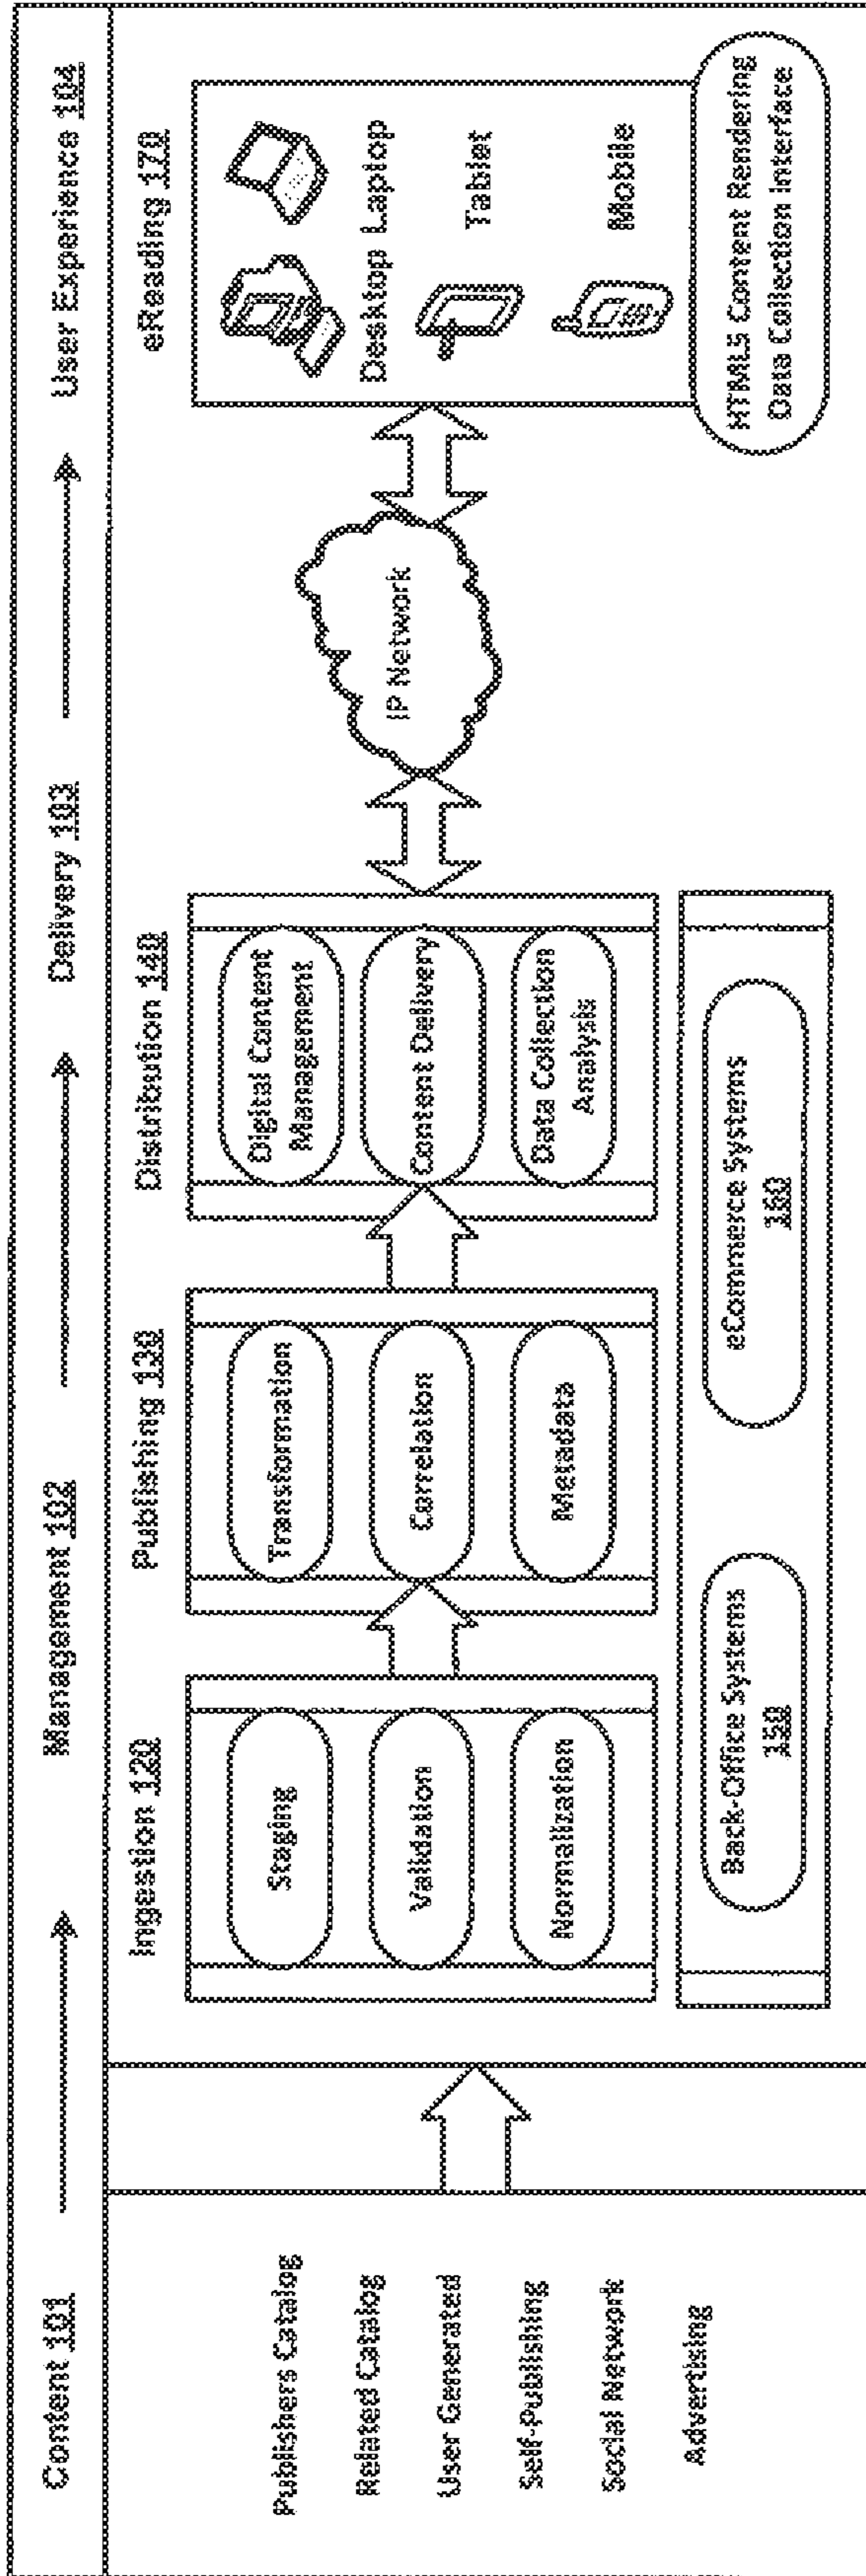 Content 101
Management 102
Delivery 103
User Experience 104
Publishers Catalog
Related Catalog
User Generated
Self-Publishing
Social Network
Advertising
Ingestion 120
Staging
Validation
Normalization
Publishing 130
Transformation
Correlation
Metadata
Distribution 140
Digital Content
Management
Content Delivery
Data Collection
Analysis
Back-Office Systems
150
eCommerce Systems
160
IP Network
eReading 170
Desktop Laptop
Tablet
Mobile
HTML5 Content Rendering
Data Collection Interface